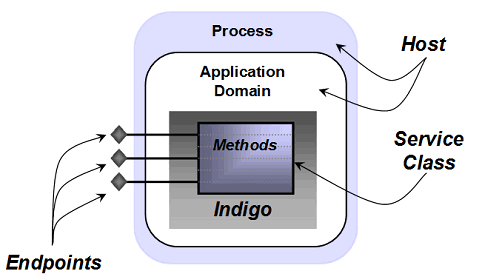 Process
Host
Application
Domain
Methods
Service
Class
Indigo
Endpoints